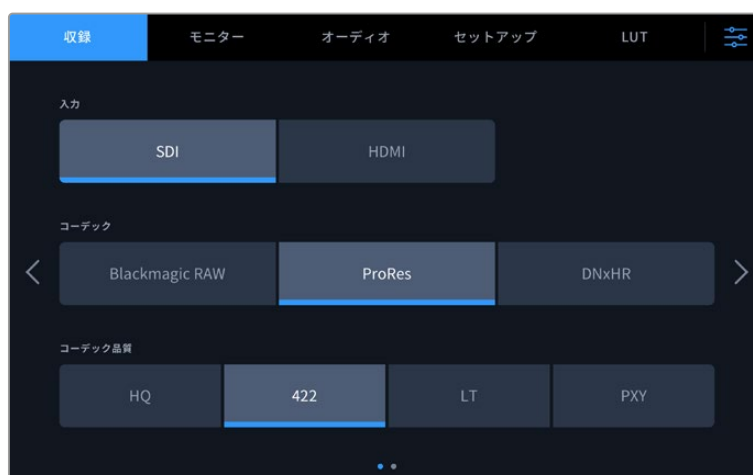 収録 モニター オーディオ セットアップ LUT
入力
SDI HDMI
コーデック
Blackmagic RAW ProRes DNxHR
コーデック品質
HQ 422 LT PXY